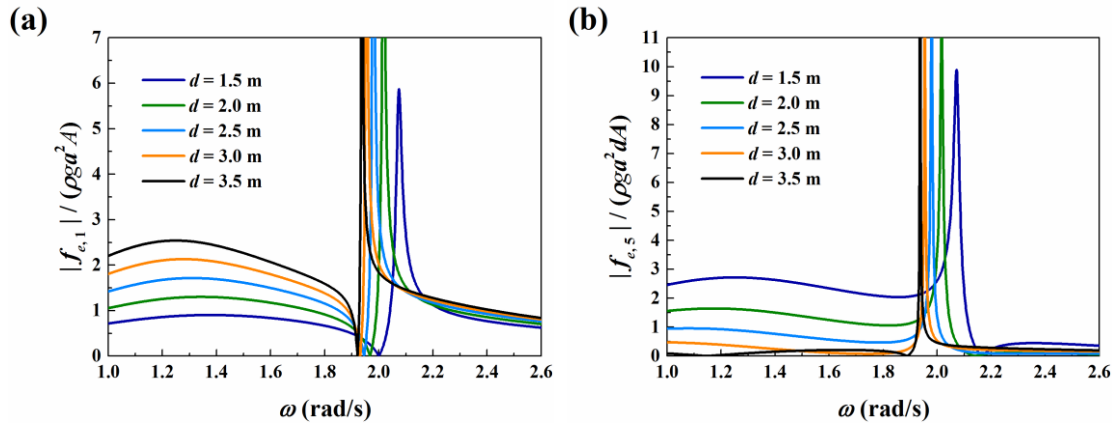 (a)
7
6
5
4
3
2
1
0
|f_{e,1}| / (ρga²A)
d = 1.5 m
d = 2.0 m
d = 2.5 m
d = 3.0 m
d = 3.5 m
1.0 1.2 1.4 1.6 1.8 2.0 2.2 2.4 2.6
ω (rad/s)
(b)
11
10
9
8
7
6
5
4
3
2
1
0
|f_{e,5}| / (ρga²dA)
d = 1.5 m
d = 2.0 m
d = 2.5 m
d = 3.0 m
d = 3.5 m
1.0 1.2 1.4 1.6 1.8 2.0 2.2 2.4 2.6
ω (rad/s)